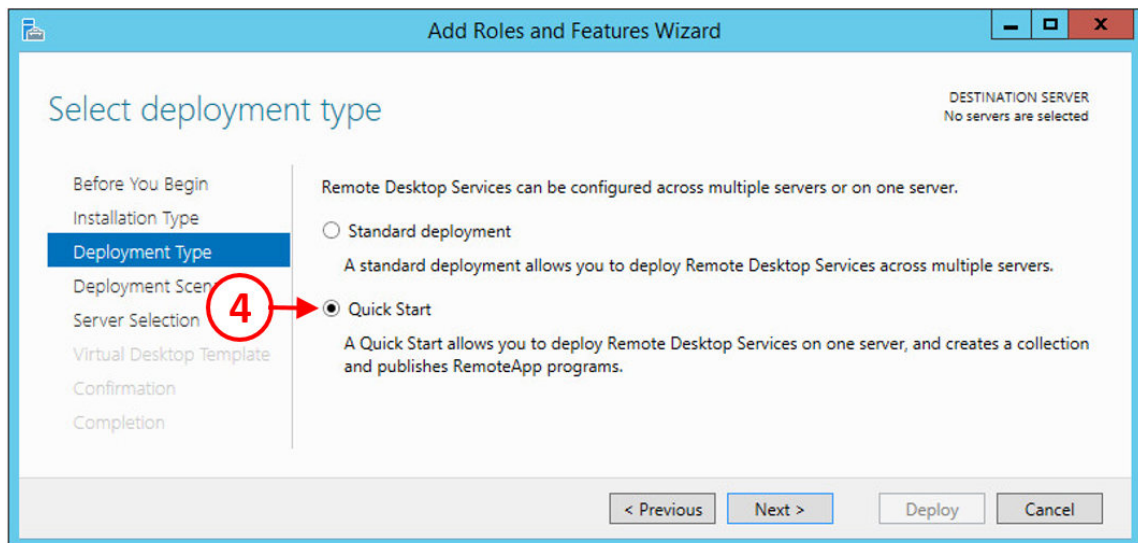 Add Roles and Features Wizard
Select deployment type
DESTINATION SERVER
No servers are selected
Before You Begin
Installation Type
Deployment Type
Deployment Scen
Server Selection
Virtual Desktop Template
Confirmation
Completion
4
Remote Desktop Services can be configured across multiple servers or on one server.
Standard deployment
A standard deployment allows you to deploy Remote Desktop Services across multiple servers.
Quick Start
A Quick Start allows you to deploy Remote Desktop Services on one server, and creates a collection
and publishes RemoteApp programs.
< Previous
Next >
Deploy
Cancel